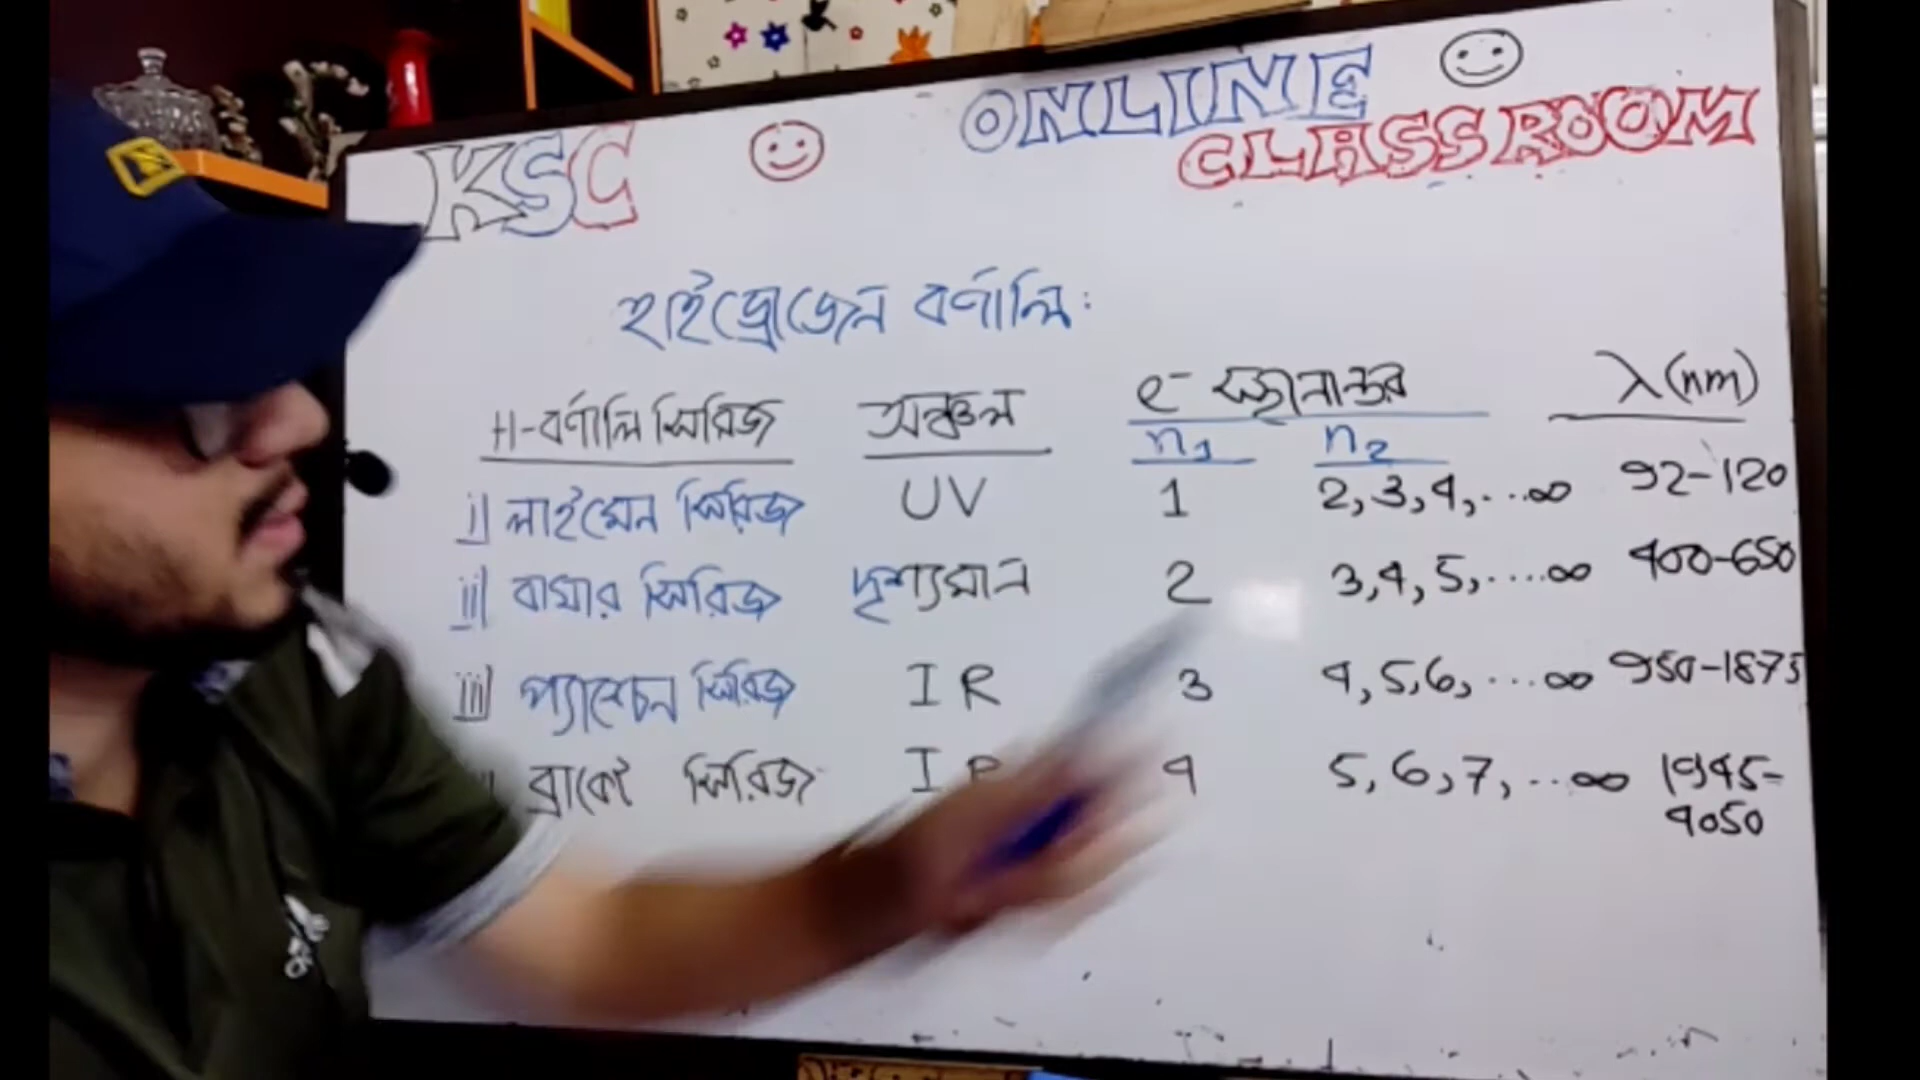 KSC ONLINE
CLASSROOM
হাইড্রোজেন বর্ণালি:
H-বর্ণালি সিরিজ অঞ্চল e⁻ স্থানান্তর λ(nm)
n₁ n₂
i) লাইমেন সিরিজ UV 1 2,3,4,....∞ 92-120
ii) বামার সিরিজ দৃশ্যমান 2 3,4,5,....∞ 400-650
iii) প্যাশ্চেন সিরিজ IR 3 4,5,6,....∞ 950-1875
ব্রাকেট সিরিজ I 4 5,6,7,...∞ 1945-
4050